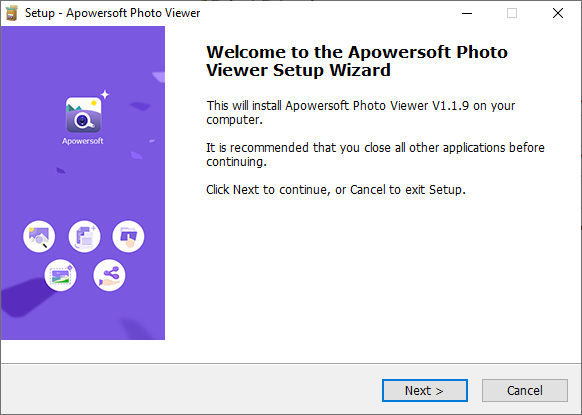 Setup - Apowersoft Photo Viewer
Welcome to the Apowersoft Photo
Viewer Setup Wizard
This will install Apowersoft Photo Viewer V1.1.9 on your
computer.
It is recommended that you close all other applications before
continuing.
Click Next to continue, or Cancel to exit Setup.
Apowersoft
Next >
Cancel